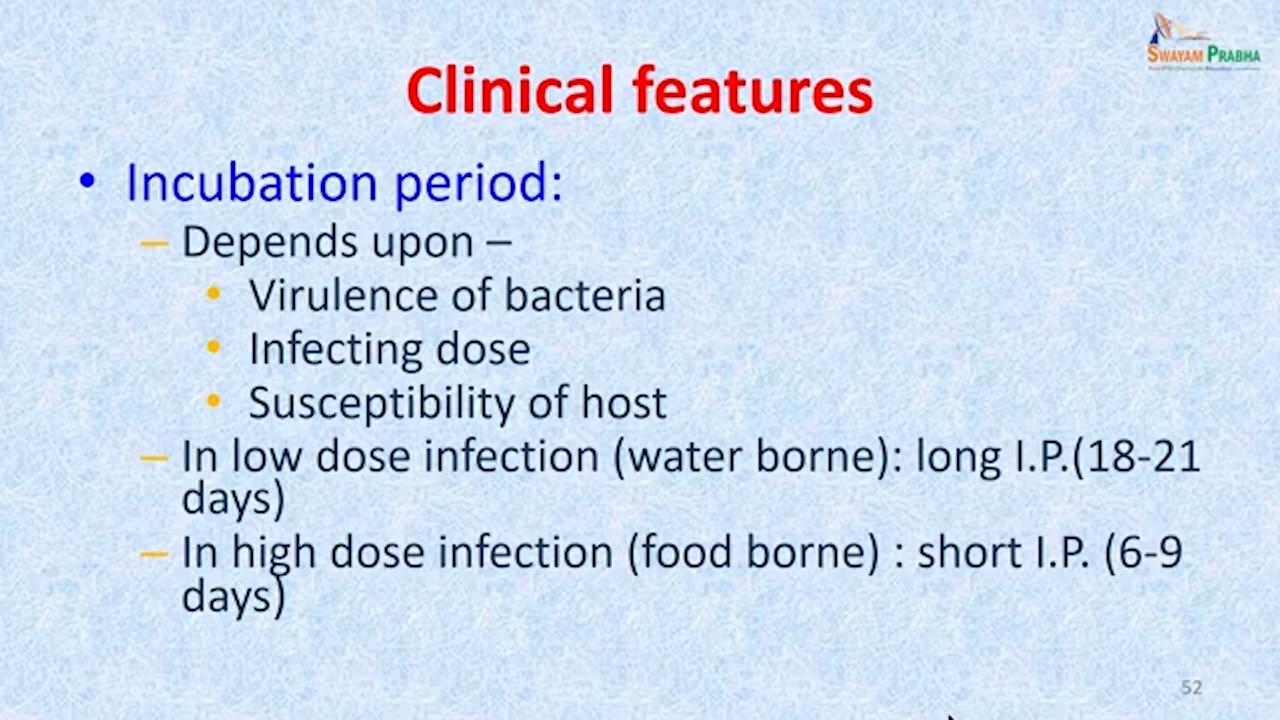 SWAYAM PRABHA
Clinical features
• Incubation period:
– Depends upon –
• Virulence of bacteria
• Infecting dose
• Susceptibility of host
– In low dose infection (water borne): long I.P.(18-21
days)
– In high dose infection (food borne) : short I.P. (6-9
days)
52